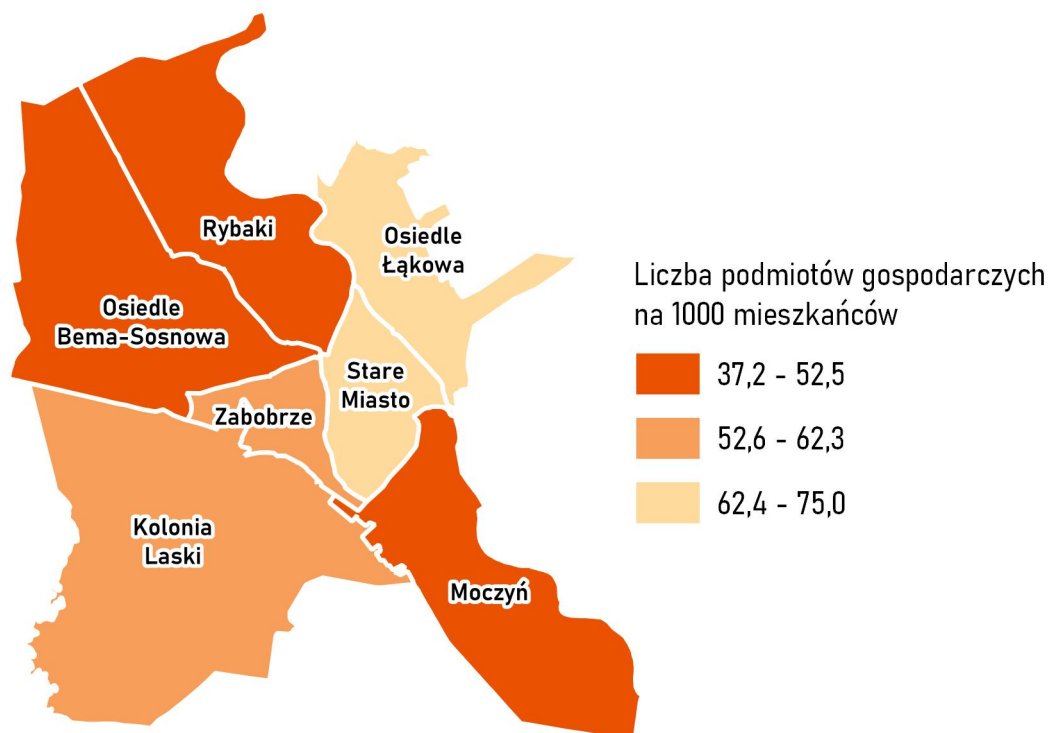 Rybaki
Osiedle
Łąkowa
Osiedle
Bema-Sosnowa
Stare
Miasto
Zabobrze
Kolonia
Laski
Moczyń
Liczba podmiotów gospodarczych
na 1000 mieszkańców
37,2 - 52,5
52,6 - 62,3
62,4 - 75,0